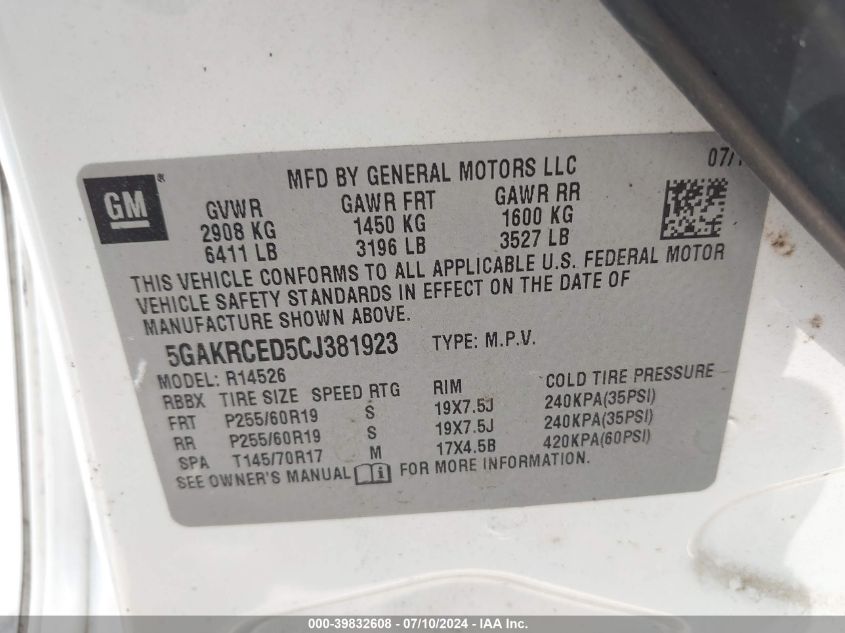 GM ®
MFD BY GENERAL MOTORS LLC
07/1
GVWR GAWR FRT GAWR RR
2908 KG 1450 KG 1600 KG
6411 LB 3196 LB 3527 LB
THIS VEHICLE CONFORMS TO ALL APPLICABLE U.S. FEDERAL MOTOR
VEHICLE SAFETY STANDARDS IN EFFECT ON THE DATE OF
MANUFACTURE SHOWN ABOVE.
5GAKRCED5CJ381923 TYPE: M.P.V.
MODEL: R14526
RBBX TIRE SIZE SPEED RTG RIM COLD TIRE PRESSURE
FRT P255/60R19 S 19X7.5J 240KPA(35PSI)
RR P255/60R19 S 19X7.5J 240KPA(35PSI)
SPA T145/70R17 M 17X4.5B 420KPA(60PSI)
SEE OWNER'S MANUAL i FOR MORE INFORMATION.
000-39832608 - 07/10/2024 - IAA Inc.